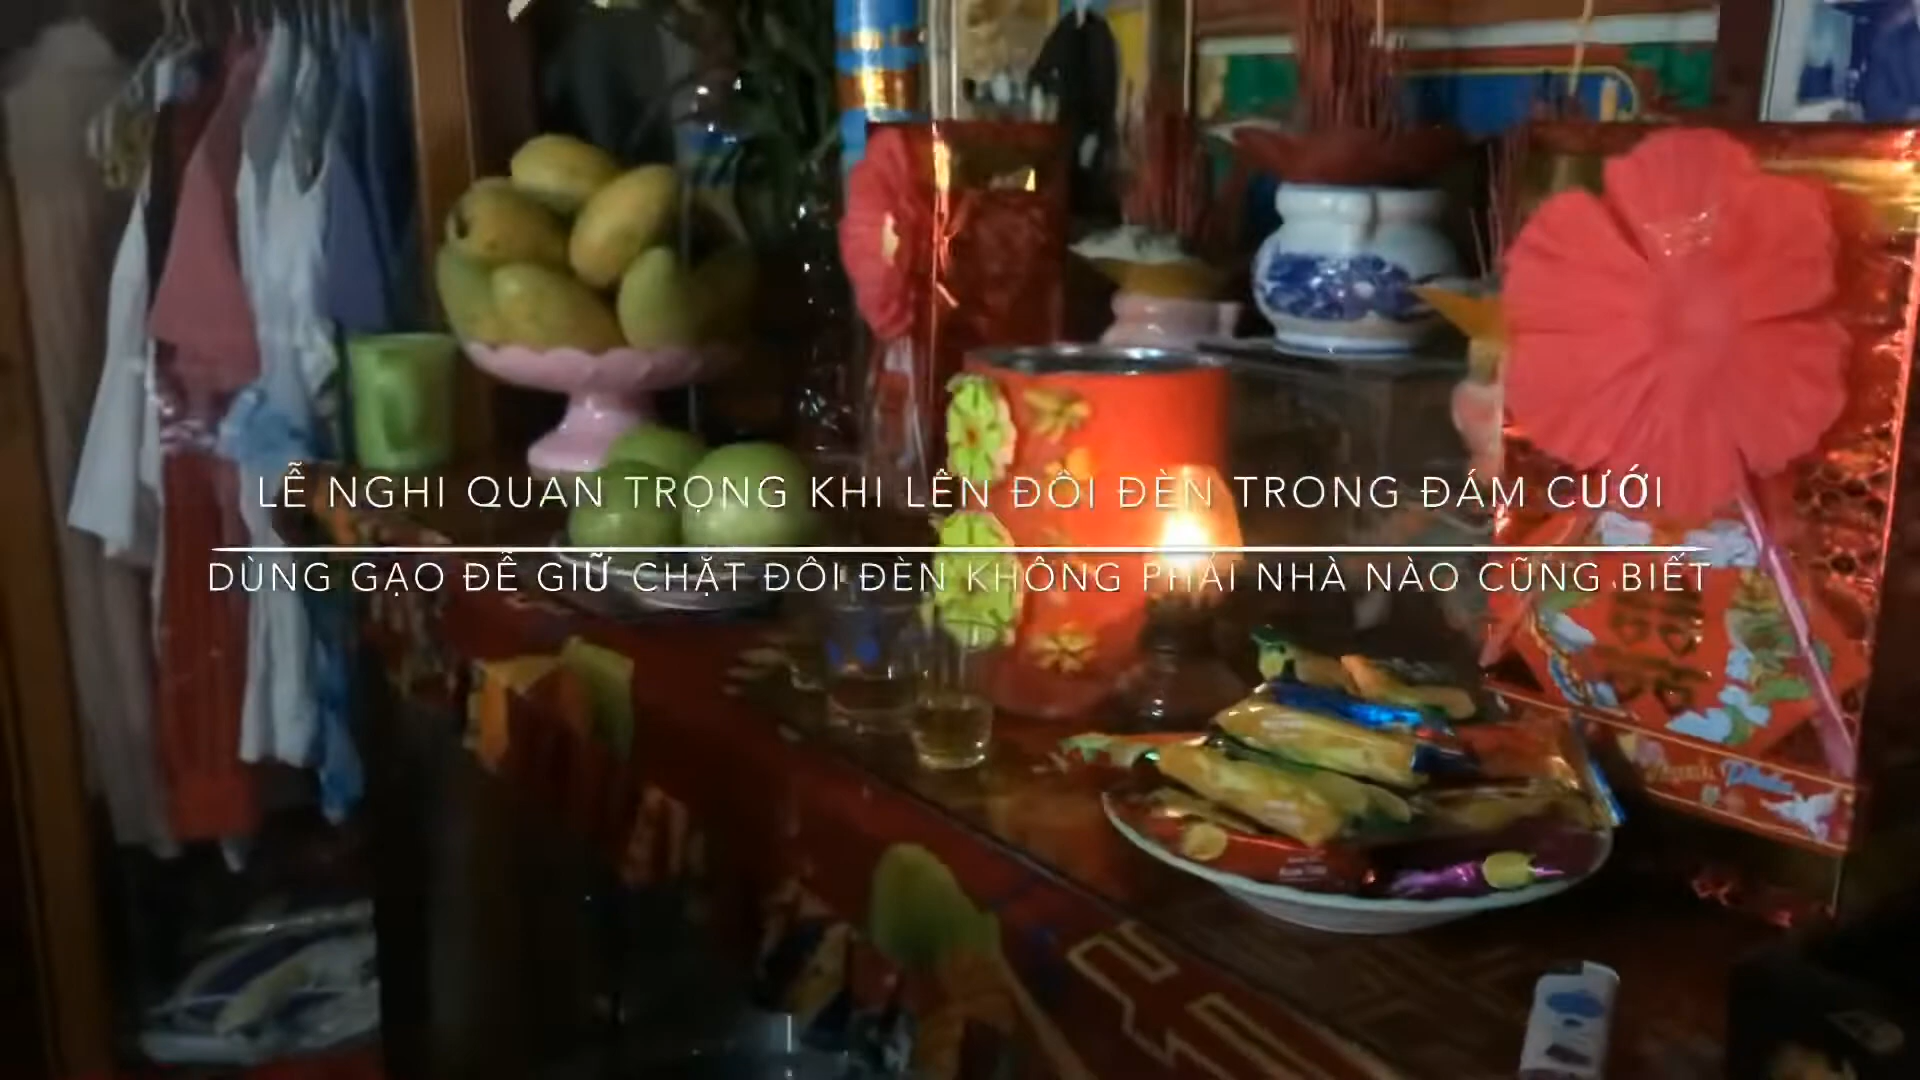 LỄ NGHI QUAN TRỌNG KHI LÊN ĐÔI ĐÈN TRONG ĐÁM CƯỚI
DÙNG GẠO ĐỂ GIỮ CHẶT ĐÔI ĐÈN KHÔNG PHẢI NHÀ NÀO CŨNG BIẾT